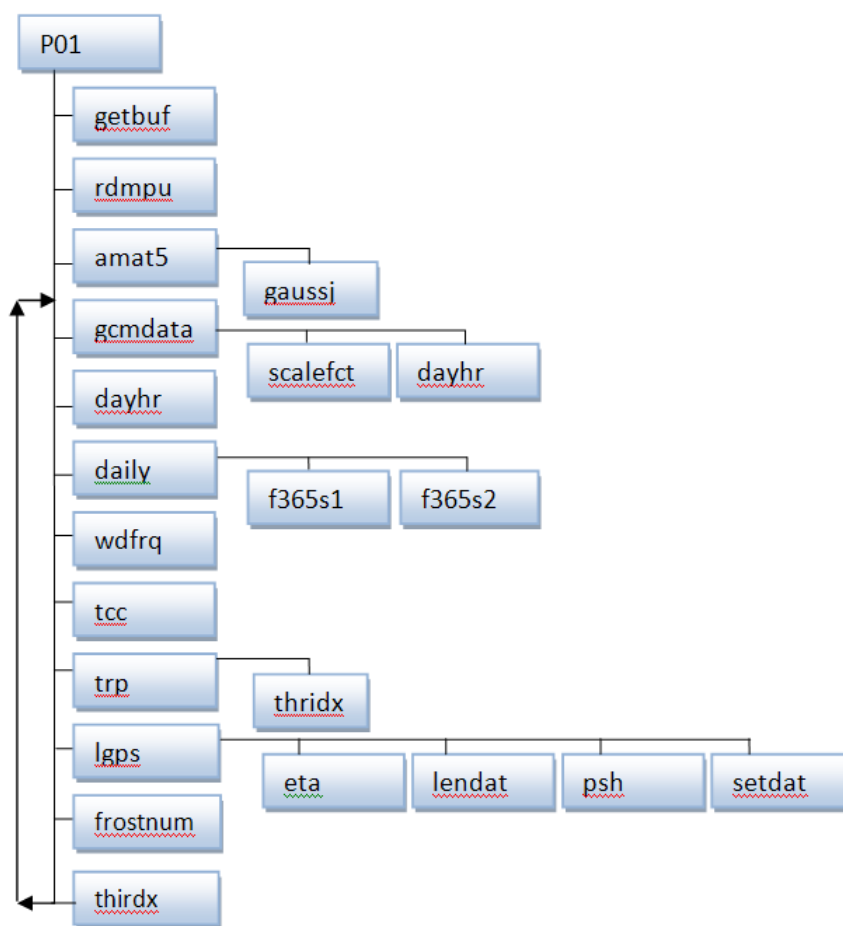 P01
getbuf
rdmpu
amat5
gaussj
gcmdata
scalefct
dayhr
dayhr
daily
f365s1
f365s2
wdfrq
tcc
trp
thridx
lgps
eta
lendat
psh
setdat
frostnum
thirdx